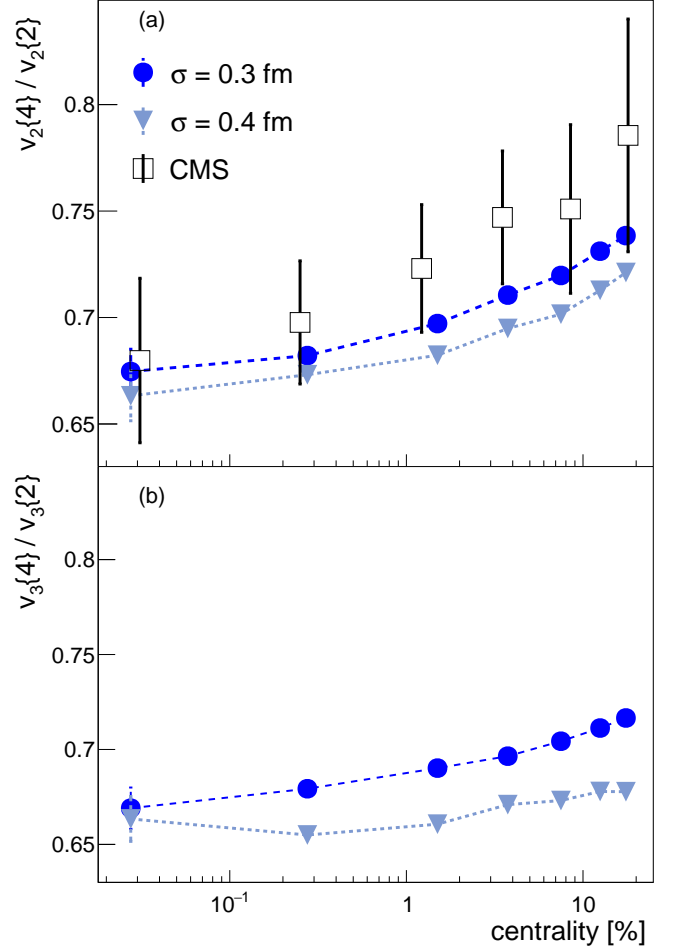 (a)
σ = 0.3 fm
σ = 0.4 fm
CMS
v₂{4} / v₂{2}
0.8
0.75
0.7
0.65
(b)
v₃{4} / v₃{2}
0.8
0.75
0.7
0.65
10⁻¹ 1 10
centrality [%]